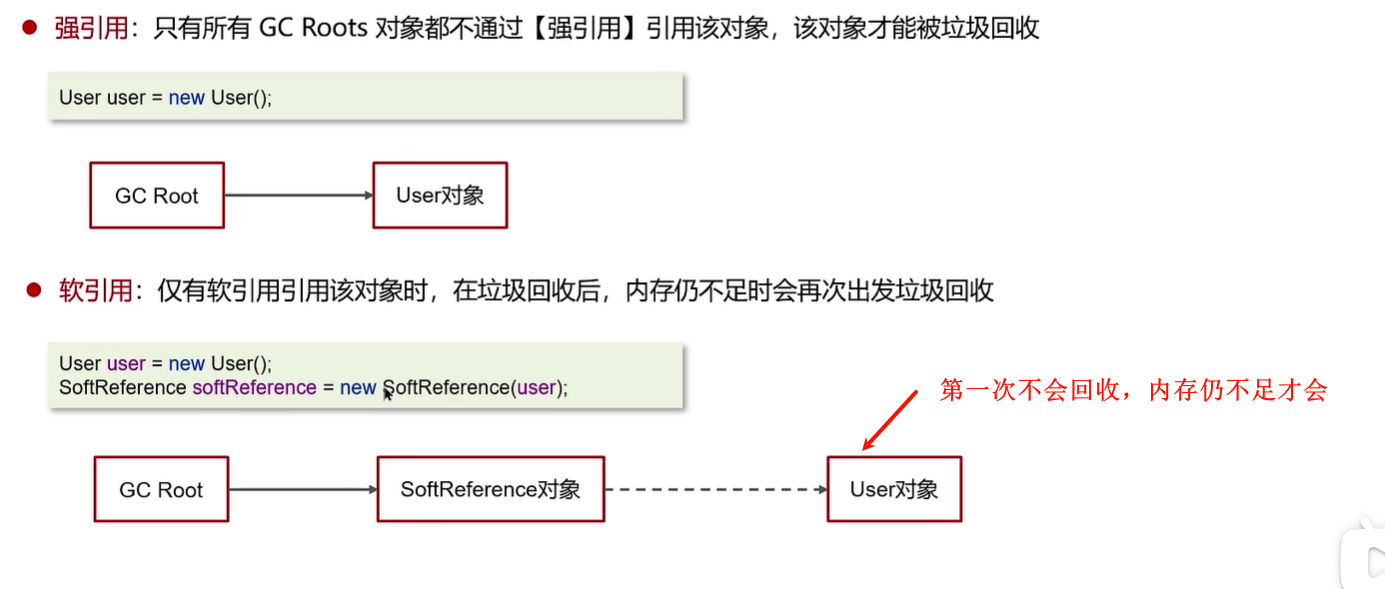 强引用：只有所有 GC Roots 对象都不通过【强引用】引用该对象，该对象才能被垃圾回收
User user = new User();
GC Root
User对象
软引用：仅有软引用引用该对象时，在垃圾回收后，内存仍不足时会再次出发垃圾回收
User user = new User();
SoftReference softReference = new SoftReference(user);
第一次不会回收，内存仍不足才会
GC Root
SoftReference对象
User对象